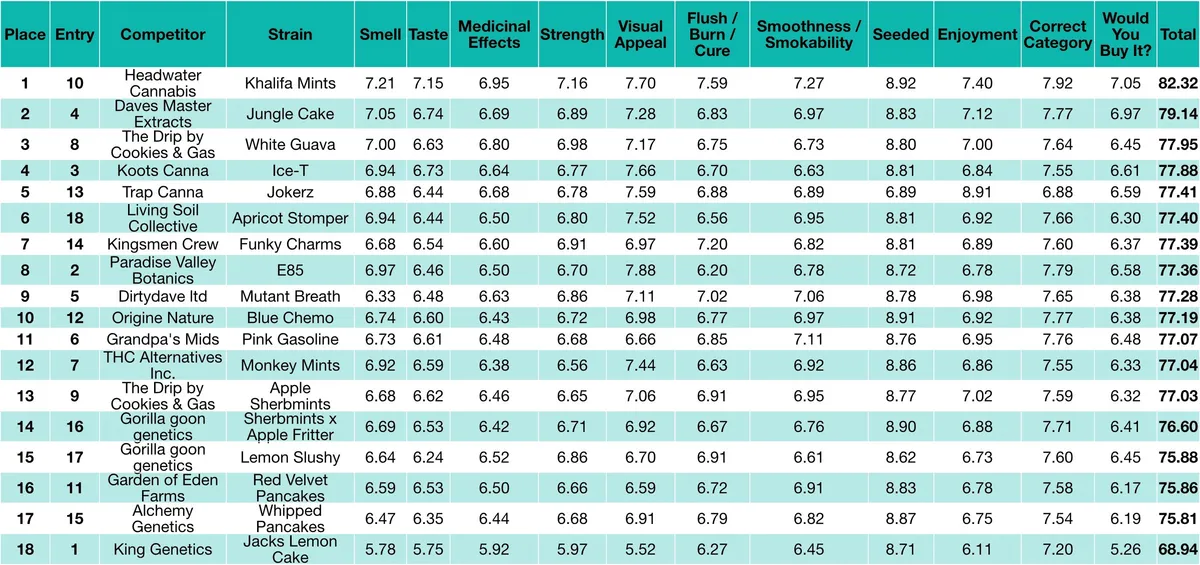 Place Entry Competitor Strain Smell Taste Medicinal Effects Strength Visual Appeal Flush / Burn / Cure Smoothness / Smokability Seeded Enjoyment Correct Category Would You Buy It? Total
1 10 Headwater Cannabis Khalifa Mints 7.21 7.15 6.95 7.16 7.70 7.59 7.27 8.92 7.40 7.92 7.05 82.32
2 4 Daves Master Extracts Jungle Cake 7.05 6.74 6.69 6.89 7.28 6.83 6.97 8.83 7.12 7.77 6.97 79.14
3 8 The Drip by Cookies & Gas White Guava 7.00 6.63 6.80 6.98 7.17 6.75 6.73 8.80 7.00 7.64 6.45 77.95
4 3 Koots Canna Ice-T 6.94 6.73 6.64 6.77 7.66 6.70 6.63 8.81 6.84 7.55 6.61 77.88
5 13 Trap Canna Jokerz 6.88 6.44 6.68 6.78 7.59 6.88 6.89 6.89 8.91 6.88 6.59 77.41
6 18 Living Soil Collective Apricot Stomper 6.94 6.44 6.50 6.80 7.52 6.56 6.95 8.81 6.92 7.66 6.30 77.40
7 14 Kingsmen Crew Funky Charms 6.68 6.54 6.60 6.91 6.97 7.20 6.82 8.81 6.89 7.60 6.37 77.39
8 2 Paradise Valley Botanics E85 6.97 6.46 6.50 6.70 7.88 6.20 6.78 8.72 6.78 7.79 6.58 77.36
9 5 Dirtydave ltd Mutant Breath 6.33 6.48 6.63 6.86 7.11 7.02 7.06 8.78 6.98 7.65 6.38 77.28
10 12 Origine Nature Blue Chemo 6.74 6.60 6.43 6.72 6.98 6.77 6.97 8.91 6.92 7.77 6.38 77.19
11 6 Grandpa's Mids Pink Gasoline 6.73 6.61 6.48 6.68 6.66 6.85 7.11 8.76 6.95 7.76 6.48 77.07
12 7 THC Alternatives Inc. Monkey Mints 6.92 6.59 6.38 6.56 7.44 6.63 6.92 8.86 6.86 7.55 6.33 77.04
13 9 The Drip by Cookies & Gas Apple Sherbmints 6.68 6.62 6.46 6.65 7.06 6.91 6.95 8.77 7.02 7.59 6.32 77.03
14 16 Gorilla goon genetics Sherbmints x Apple Fritter 6.69 6.53 6.42 6.71 6.92 6.67 6.76 8.90 6.88 7.71 6.41 76.60
15 17 Gorilla goon genetics Lemon Slushy 6.64 6.24 6.52 6.86 6.70 6.91 6.61 8.62 6.73 7.60 6.45 75.88
16 11 Garden of Eden Farms Red Velvet Pancakes 6.59 6.53 6.50 6.66 6.59 6.72 6.91 8.83 6.78 7.58 6.17 75.86
17 15 Alchemy Genetics Whipped Pancakes 6.47 6.35 6.44 6.68 6.91 6.79 6.82 8.87 6.75 7.54 6.19 75.81
18 1 King Genetics Jacks Lemon Cake 5.78 5.75 5.92 5.97 5.52 6.27 6.45 8.71 6.11 7.20 5.26 68.94